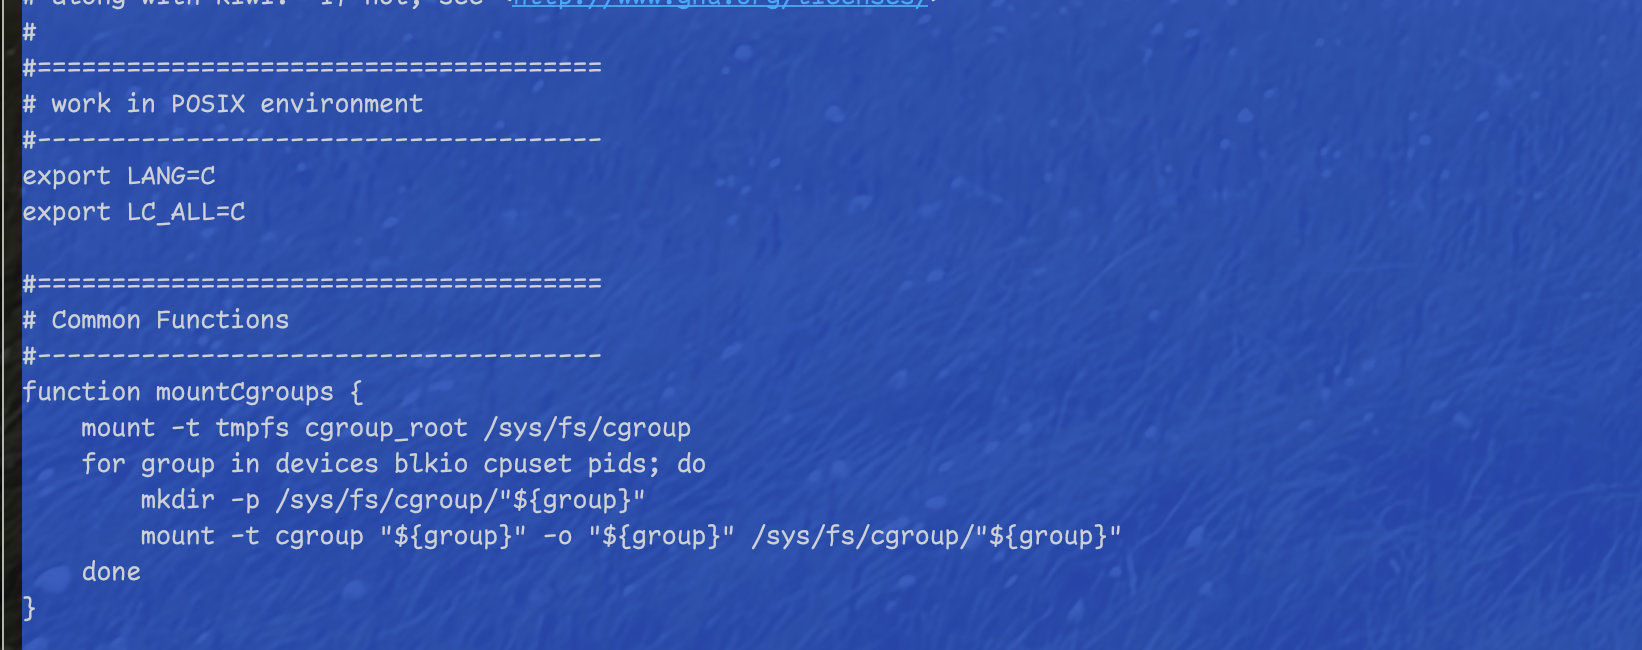 # along with Kiwi. If not, see <http://www.gnu.org/licenses/>
#
#======================================
# work in POSIX environment
#--------------------------------------
export LANG=C
export LC_ALL=C

#======================================
# Common Functions
#--------------------------------------
function mountCgroups {
    mount -t tmpfs cgroup_root /sys/fs/cgroup
    for group in devices blkio cpuset pids; do
        mkdir -p /sys/fs/cgroup/"${group}"
        mount -t cgroup "${group}" -o "${group}" /sys/fs/cgroup/"${group}"
    done
}